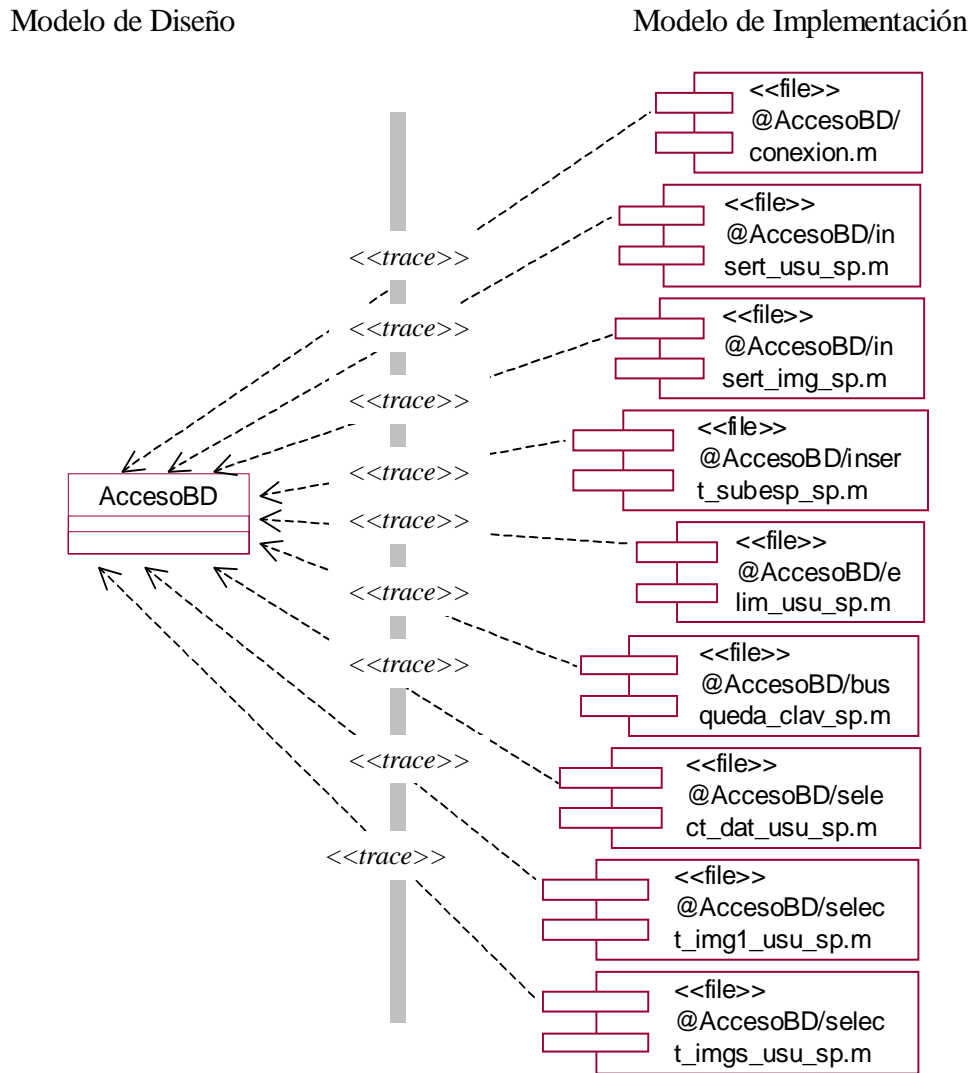 Modelo de Diseño
Modelo de Implementación
<<file>>
@AccesoBD/
conexion.m
<<file>>
@AccesoBD/in
sert_usu_sp.m
<<trace>>
<<trace>>
<<file>>
@AccesoBD/in
sert_img_sp.m
<<trace>>
<<file>>
@AccesoBD/inser
t_subesp_sp.m
<<trace>>
AccesoBD
<<trace>>
<<file>>
@AccesoBD/e
lim_usu_sp.m
<<trace>>
<<file>>
@AccesoBD/bus
queda_clav_sp.m
<<trace>>
<<file>>
@AccesoBD/sele
ct_dat_usu_sp.m
<<trace>>
<<trace>>
<<file>>
@AccesoBD/selec
t_img1_usu_sp.m
<<file>>
@AccesoBD/selec
t_imgs_usu_sp.m